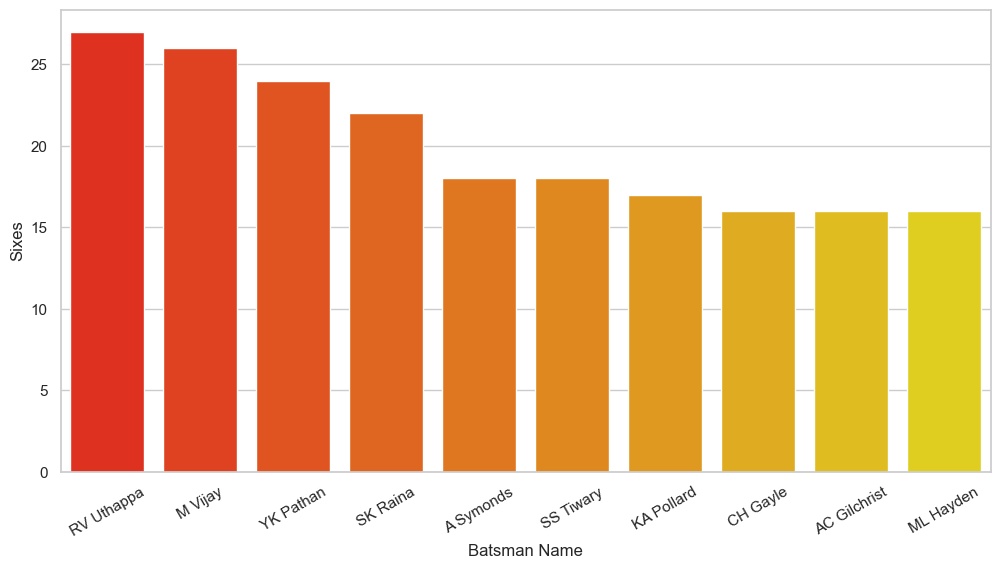 25
20
15
10
5
0
Sixes
RV Uthappa
M Vijay
YK Pathan
SK Raina
A Symonds
SS Tiwary
KA Pollard
CH Gayle
AC Gilchrist
ML Hayden
Batsman Name